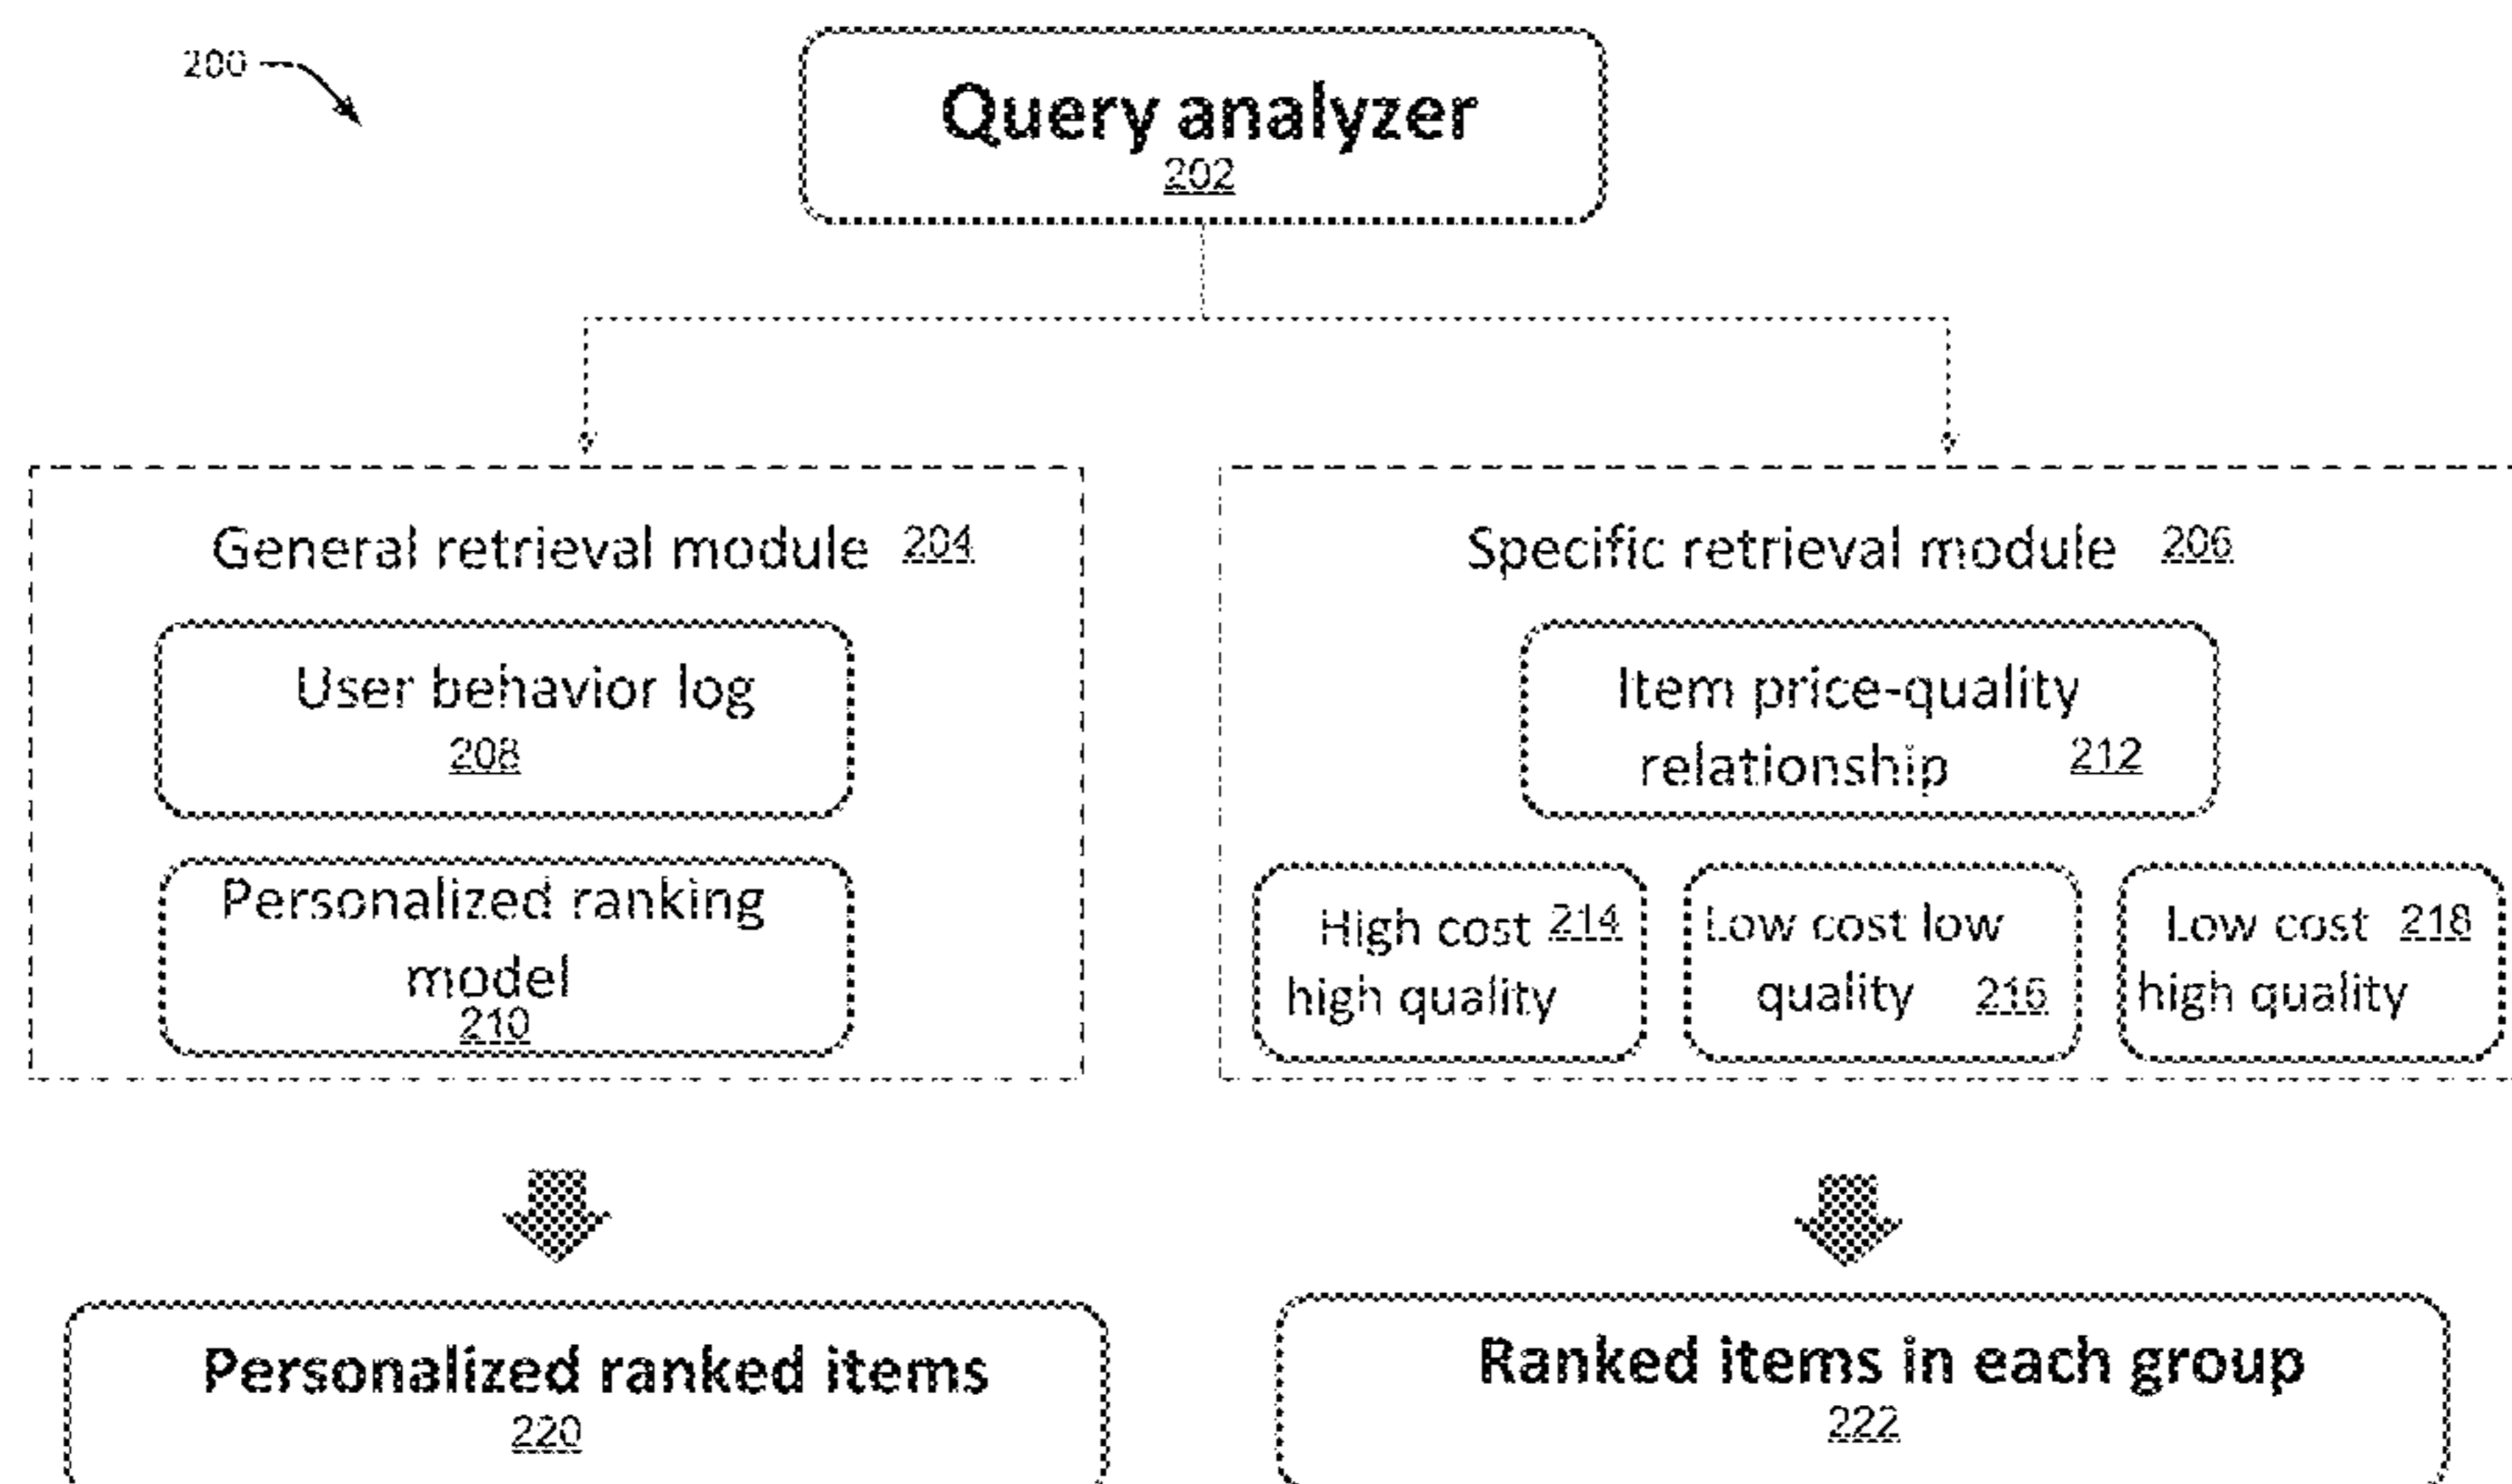 200
Query analyzer
202
General retrieval module 204
User behavior log
208
Personalized ranking
model
210
Specific retrieval module 206
Item price-quality
relationship 212
High cost 214
high quality
Low cost low
quality 216
Low cost 218
high quality
Personalized ranked items
220
Ranked items in each group
222